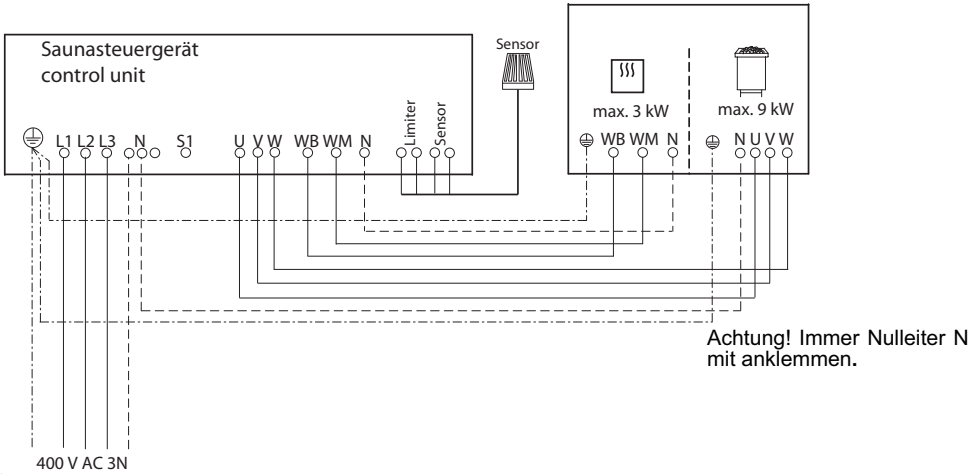 Saunasteuergerät
control unit
Sensor
max. 3 kW
max. 9 kW
L1 L2 L3 N S1 U V W WB WM N Limiter Sensor
WB WM N N U V W
Achtung! Immer Nulleiter N
mit anklemmen.
400 V AC 3N